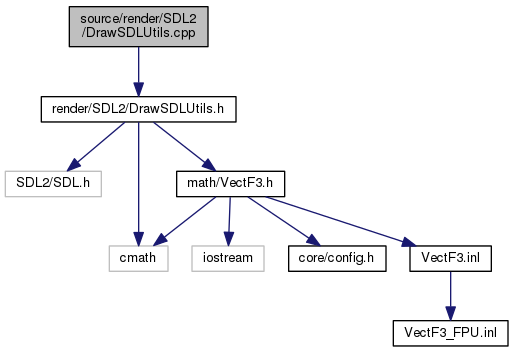 source/render/SDL2
/DrawSDLUtils.cpp
render/SDL2/DrawSDLUtils.h
SDL2/SDL.h
math/VectF3.h
cmath
iostream
core/config.h
VectF3.inl
VectF3_FPU.inl